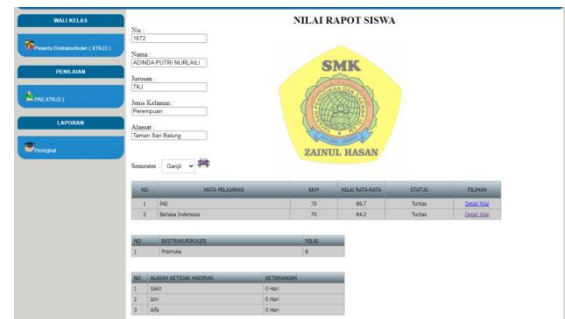 WALI KELAS
Peserta Ekstrakurikuler ( XTKJ3 )
PENILAIAN
PAI( XTKJ3 )
LAPORAN
Peringkat
NILAI RAPOT SISWA
Nis :
1672
Nama :
ADINDA PUTRI NURLAILI
Jurusan :
TKJ
Jenis Kelamin :
Perempuan
Alamat :
Taman Sari Balung
Semester : Ganjil
SMK
ZAINUL HASAN
NO MATA PELAJARAN KKM NILAI RATA-RATA STATUS PILIHAN
1 PAI 70 89.7 Tuntas Detail Nilai
2 Bahasa Indonesia 70 84.2 Tuntas Detail Nilai
NO EKSTRAKURIKULER NILAI
1 Pramuka B
NO ALASAN KETIDAK HADIRAN KETERANGAN
1 Sakit 0 Hari
2 Izin 0 Hari
3 Alfa 0 Hari